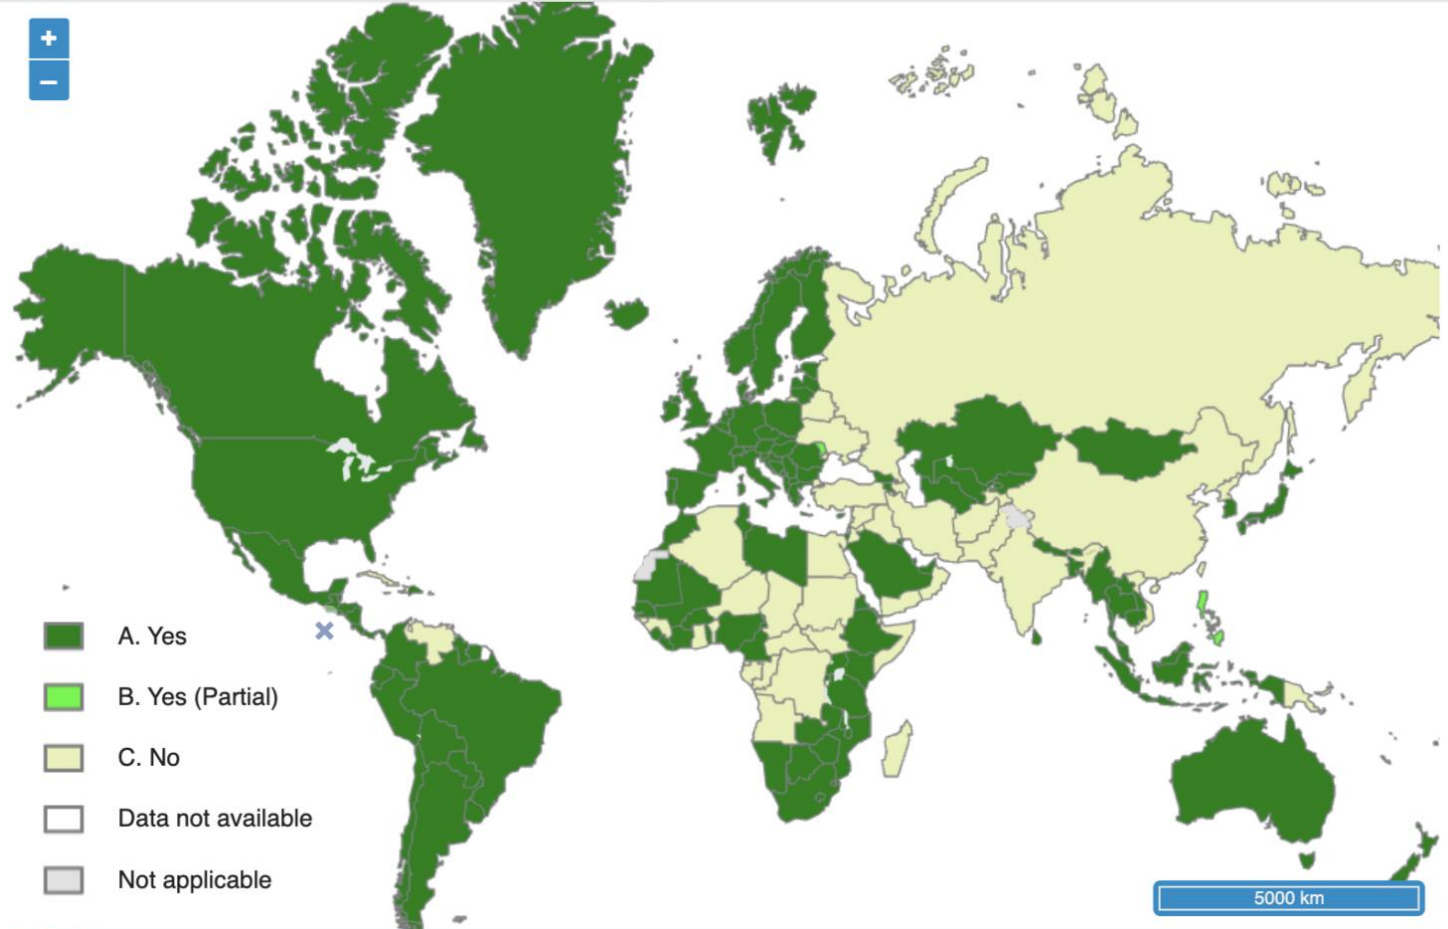 +
−
A. Yes
B. Yes (Partial)
C. No
Data not available
Not applicable
5000 km